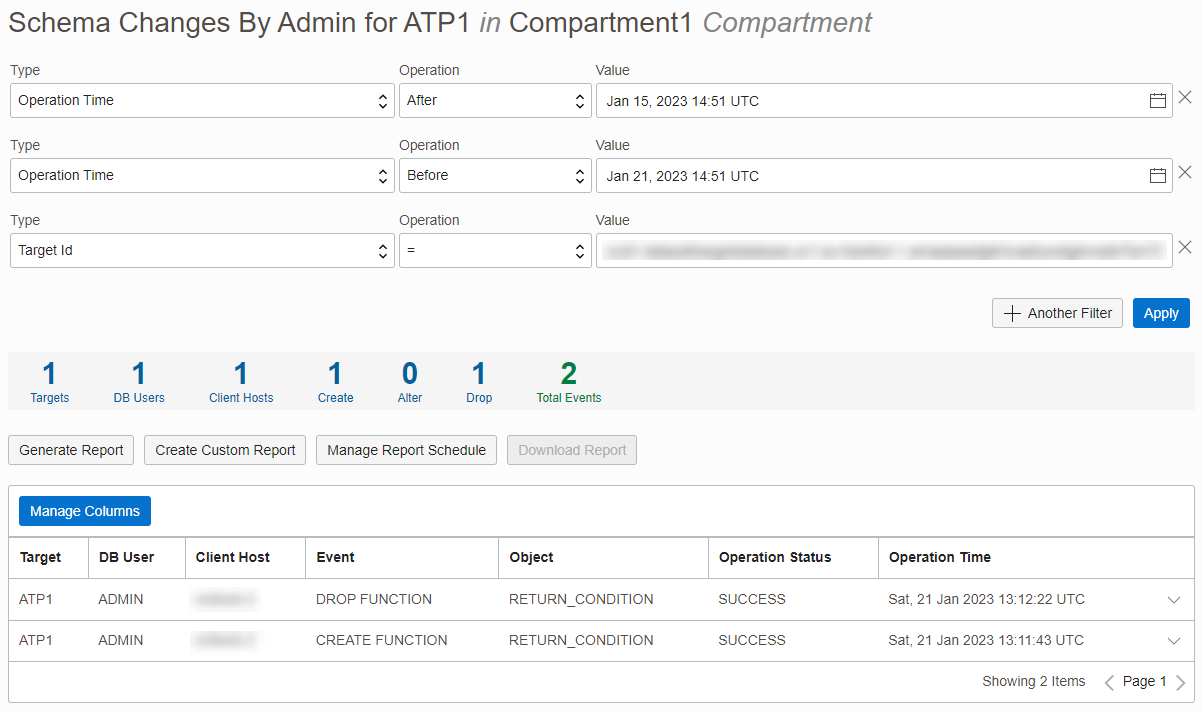 Schema Changes By Admin for ATP1 in Compartment1 Compartment
Type Operation Value
Operation Time After Jan 15, 2023 14:51 UTC
Type Operation Value
Operation Time Before Jan 21, 2023 14:51 UTC
Type Operation Value
Target Id =
Another Filter Apply
1 1 1 1 0 1 2
Targets DB Users Client Hosts Create Alter Drop Total Events
Generate Report Create Custom Report Manage Report Schedule Download Report
Manage Columns
Target DB User Client Host Event Object Operation Status Operation Time
ATP1 ADMIN DROP FUNCTION RETURN_CONDITION SUCCESS Sat, 21 Jan 2023 13:12:22 UTC
ATP1 ADMIN CREATE FUNCTION RETURN_CONDITION SUCCESS Sat, 21 Jan 2023 13:11:43 UTC
Showing 2 Items Page 1